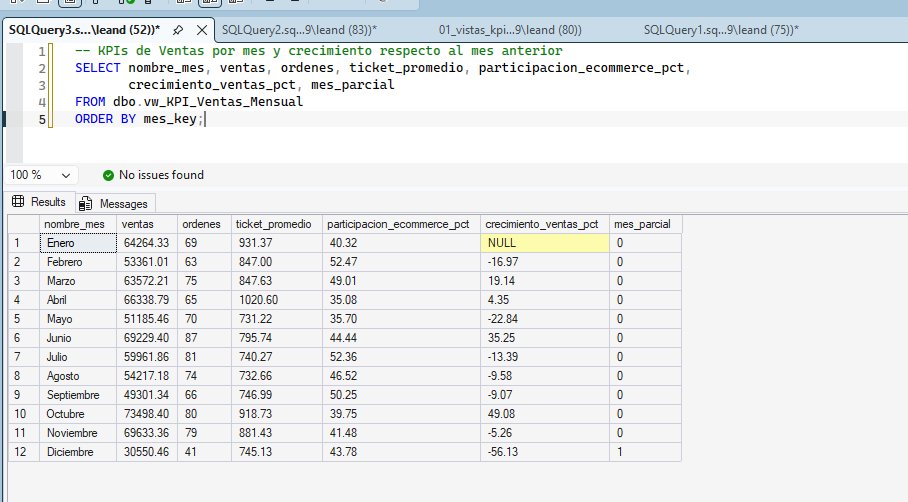 SQLQuery3.s...\leand (52))* SQLQuery2.sq...9\leand (83))* 01_vistas_kpi...9\leand (80)) SQLQuery1.sq...9\leand (75))*
1 -- KPIs de Ventas por mes y crecimiento respecto al mes anterior
2 SELECT nombre_mes, ventas, ordenes, ticket_promedio, participacion_ecommerce_pct,
3 crecimiento_ventas_pct, mes_parcial
4 FROM dbo.vw_KPI_Ventas_Mensual
5 ORDER BY mes_key;
100 % No issues found
Results Messages
nombre_mes ventas ordenes ticket_promedio participacion_ecommerce_pct crecimiento_ventas_pct mes_parcial
1 Enero 64264.33 69 931.37 40.32 NULL 0
2 Febrero 53361.01 63 847.00 52.47 -16.97 0
3 Marzo 63572.21 75 847.63 49.01 19.14 0
4 Abril 66338.79 65 1020.60 35.08 4.35 0
5 Mayo 51185.46 70 731.22 35.70 -22.84 0
6 Junio 69229.40 87 795.74 44.44 35.25 0
7 Julio 59961.86 81 740.27 52.36 -13.39 0
8 Agosto 54217.18 74 732.66 46.52 -9.58 0
9 Septiembre 49301.34 66 746.99 50.25 -9.07 0
10 Octubre 73498.40 80 918.73 39.75 49.08 0
11 Noviembre 69633.36 79 881.43 41.48 -5.26 0
12 Diciembre 30550.46 41 745.13 43.78 -56.13 1